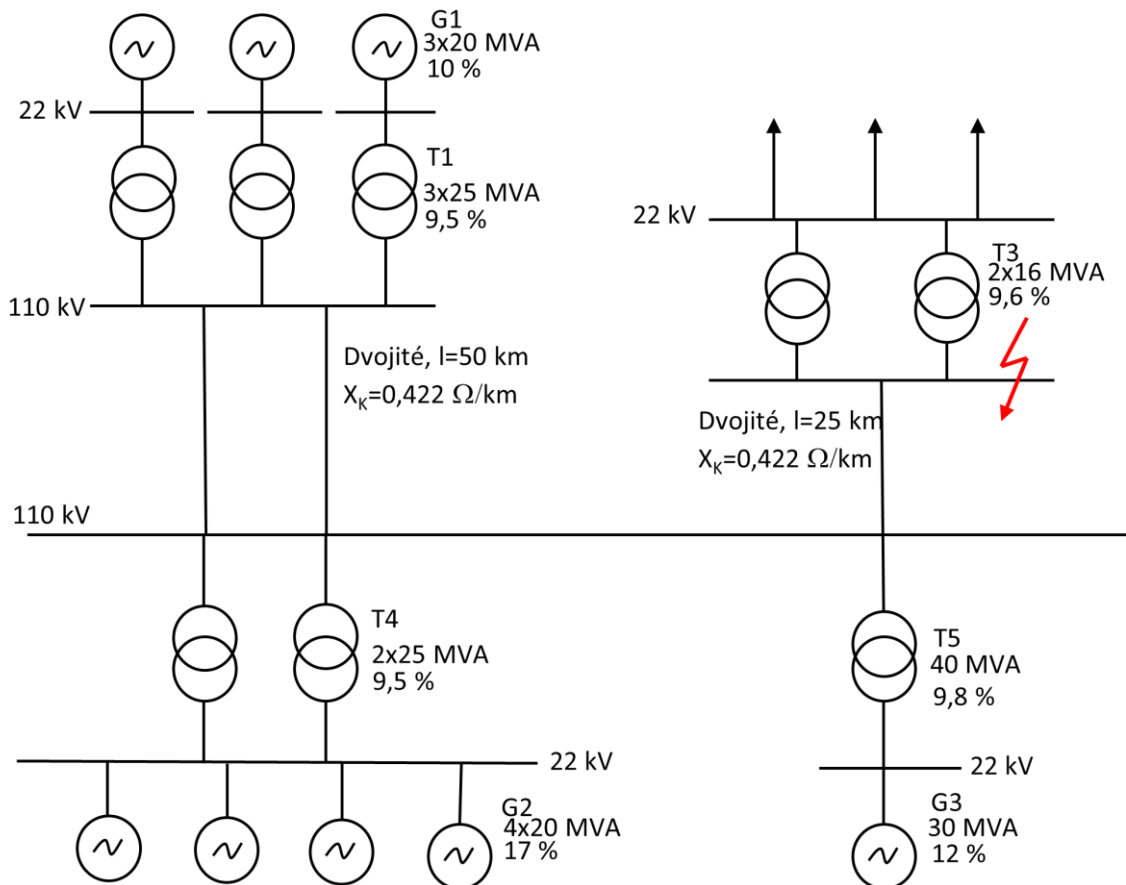 G1
3x20 MVA
10 %
22 kV
T1
3x25 MVA
9,5 %
110 kV
22 kV
T3
2x16 MVA
9,6 %
Dvojité, l=50 km
X_K=0,422 Ω/km
Dvojité, l=25 km
X_K=0,422 Ω/km
110 kV
T4
2x25 MVA
9,5 %
T5
40 MVA
9,8 %
22 kV
22 kV
G2
4x20 MVA
17 %
G3
30 MVA
12 %